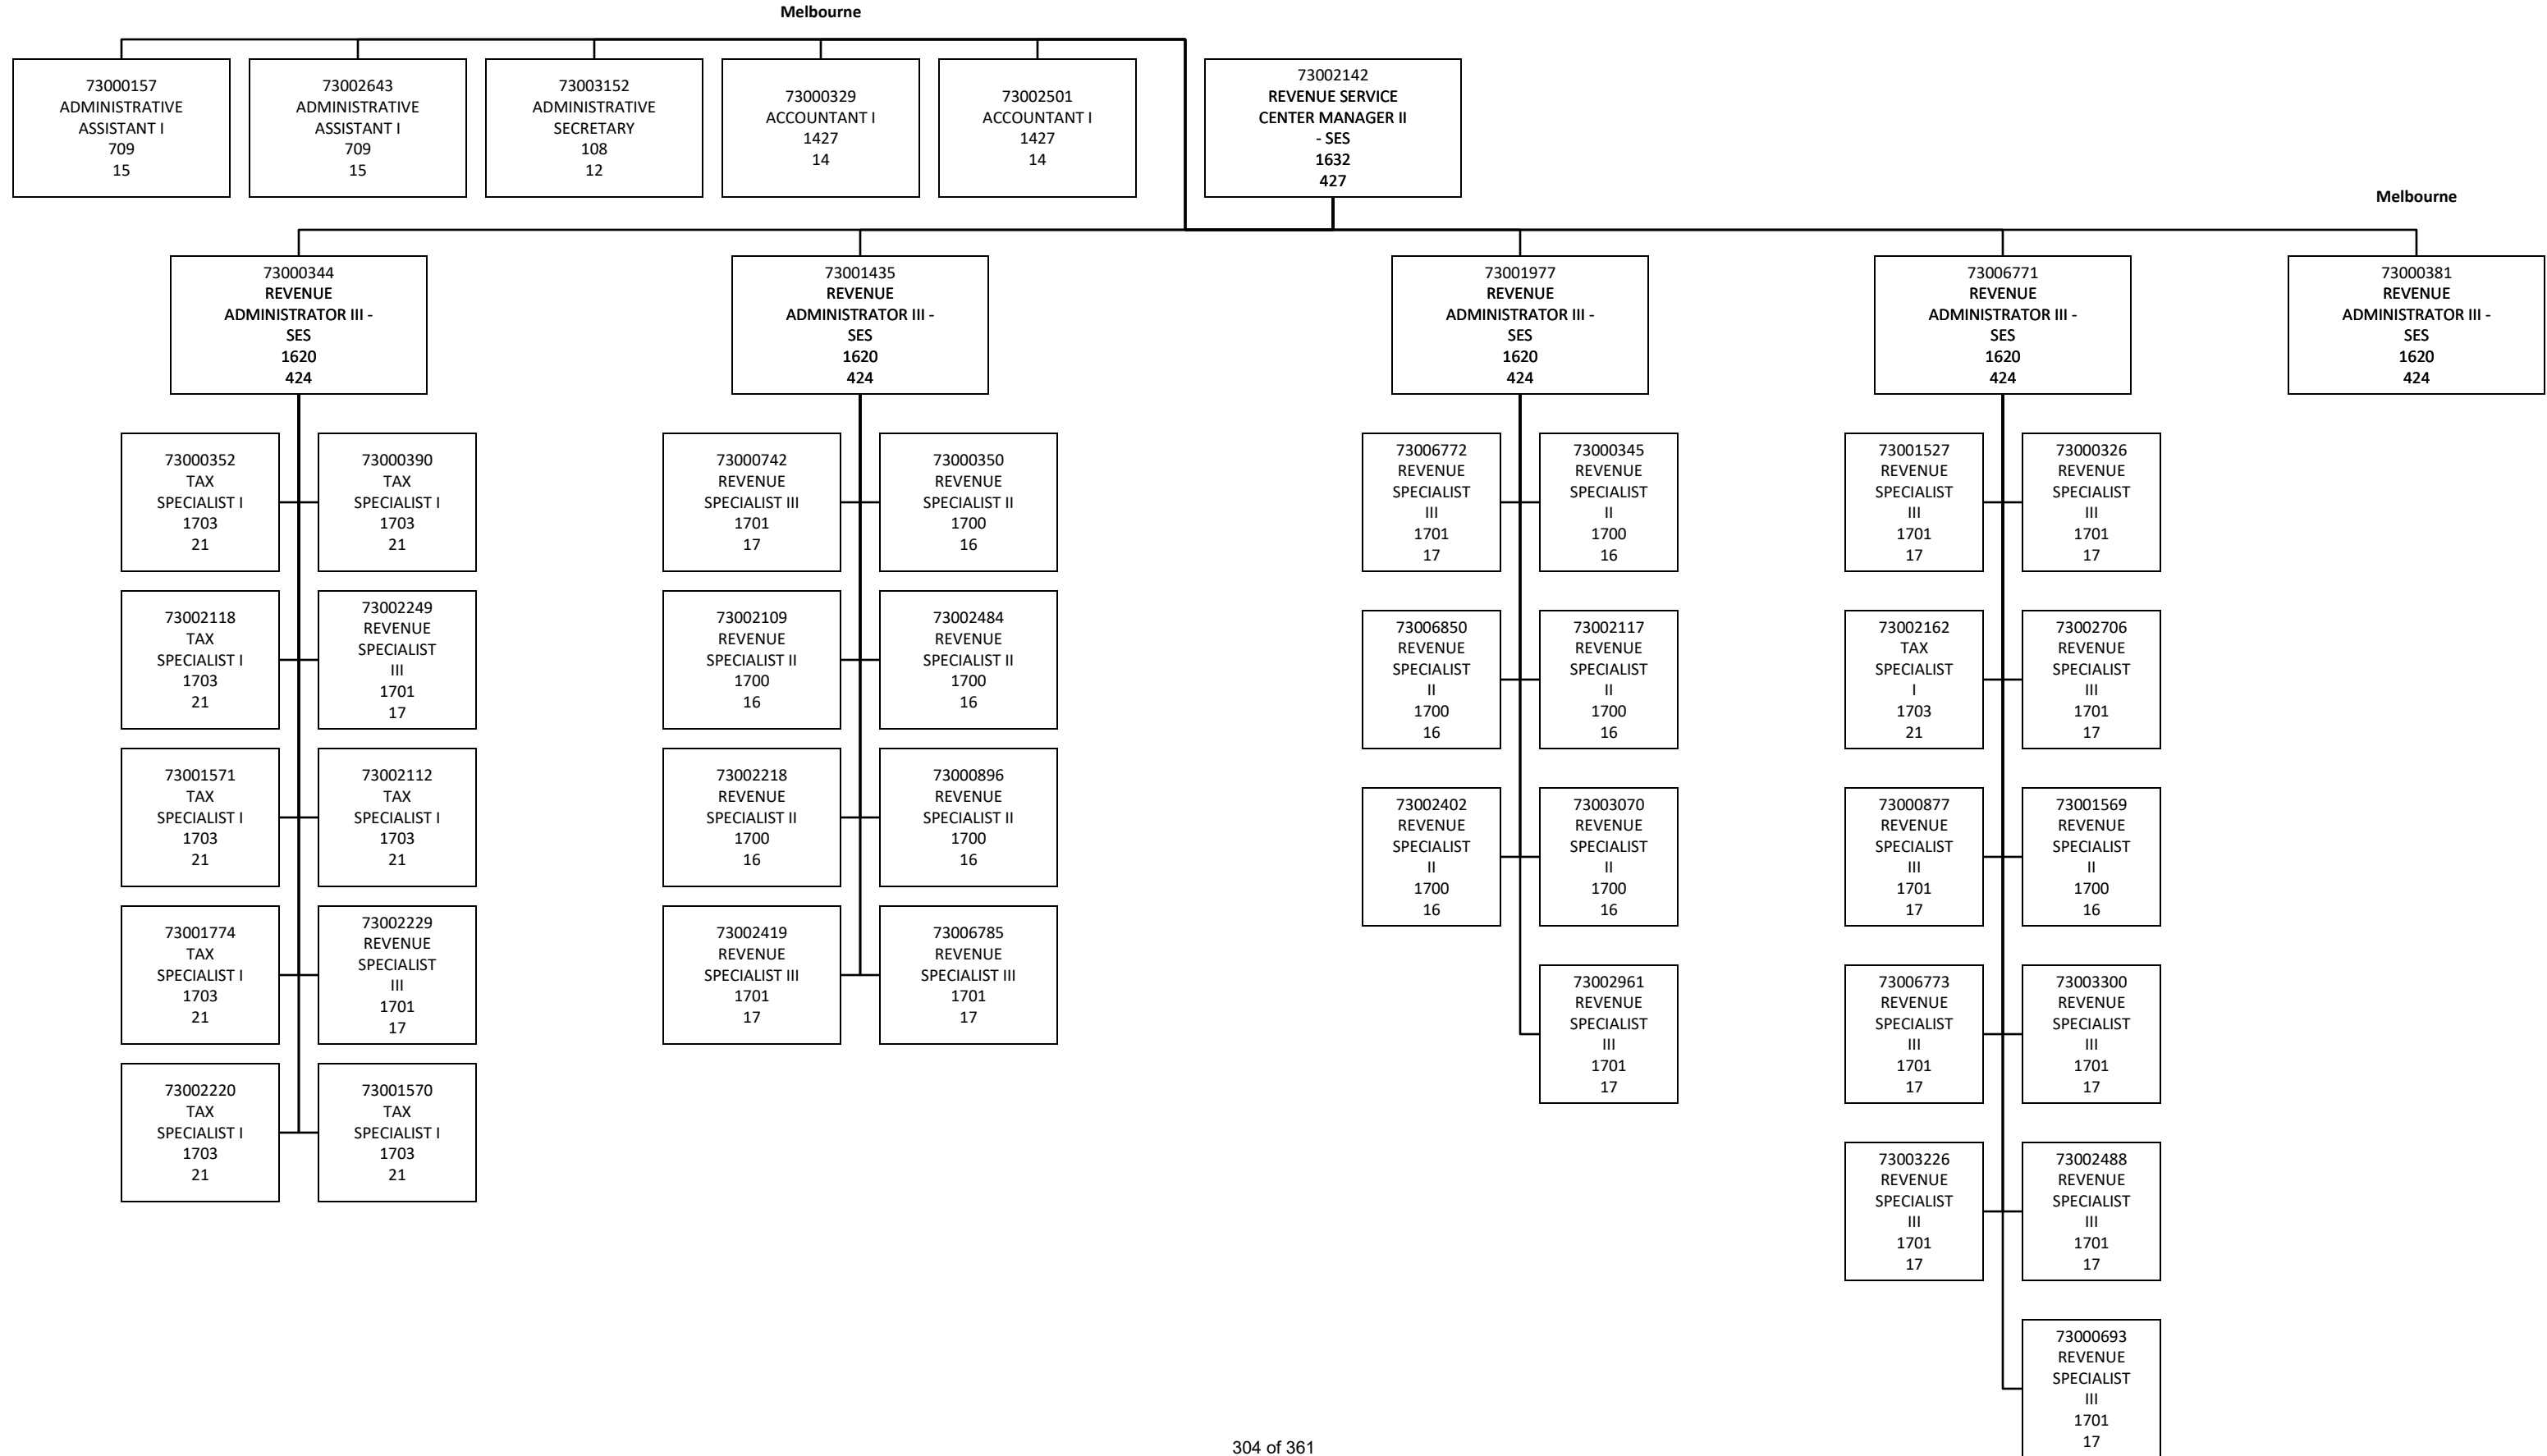 Melbourne
73000157
ADMINISTRATIVE
ASSISTANT I
709
15
73002643
ADMINISTRATIVE
ASSISTANT I
709
15
73003152
ADMINISTRATIVE
SECRETARY
108
12
73000329
ACCOUNTANT I
1427
14
73002501
ACCOUNTANT I
1427
14
73002142
REVENUE SERVICE
CENTER MANAGER II
- SES
1632
427
Melbourne
73000344
REVENUE
ADMINISTRATOR III -
SES
1620
424
73001435
REVENUE
ADMINISTRATOR III -
SES
1620
424
73001977
REVENUE
ADMINISTRATOR III -
SES
1620
424
73006771
REVENUE
ADMINISTRATOR III -
SES
1620
424
73000381
REVENUE
ADMINISTRATOR III -
SES
1620
424
73000352
TAX
SPECIALIST I
1703
21
73000390
TAX
SPECIALIST I
1703
21
73002118
TAX
SPECIALIST I
1703
21
73002249
REVENUE
SPECIALIST
III
1701
17
73001571
TAX
SPECIALIST I
1703
21
73002112
TAX
SPECIALIST I
1703
21
73001774
TAX
SPECIALIST I
1703
21
73002229
REVENUE
SPECIALIST
III
1701
17
73002220
TAX
SPECIALIST I
1703
21
73001570
TAX
SPECIALIST I
1703
21
73000742
REVENUE
SPECIALIST III
1701
17
73000350
REVENUE
SPECIALIST II
1700
16
73002109
REVENUE
SPECIALIST II
1700
16
73002484
REVENUE
SPECIALIST II
1700
16
73002218
REVENUE
SPECIALIST II
1700
16
73000896
REVENUE
SPECIALIST II
1700
16
73002419
REVENUE
SPECIALIST III
1701
17
73006785
REVENUE
SPECIALIST III
1701
17
73006772
REVENUE
SPECIALIST
III
1701
17
73000345
REVENUE
SPECIALIST
II
1700
16
73006850
REVENUE
SPECIALIST
II
1700
16
73002117
REVENUE
SPECIALIST
II
1700
16
73002402
REVENUE
SPECIALIST
II
1700
16
73003070
REVENUE
SPECIALIST
II
1700
16
73002961
REVENUE
SPECIALIST
III
1701
17
73001527
REVENUE
SPECIALIST
III
1701
17
73000326
REVENUE
SPECIALIST
III
1701
17
73002162
TAX
SPECIALIST
I
1703
21
73002706
REVENUE
SPECIALIST
III
1701
17
73000877
REVENUE
SPECIALIST
III
1701
17
73001569
REVENUE
SPECIALIST
II
1700
16
73006773
REVENUE
SPECIALIST
III
1701
17
73003300
REVENUE
SPECIALIST
III
1701
17
73003226
REVENUE
SPECIALIST
III
1701
17
73002488
REVENUE
SPECIALIST
III
1701
17
73000693
REVENUE
SPECIALIST
III
1701
17
304 of 361